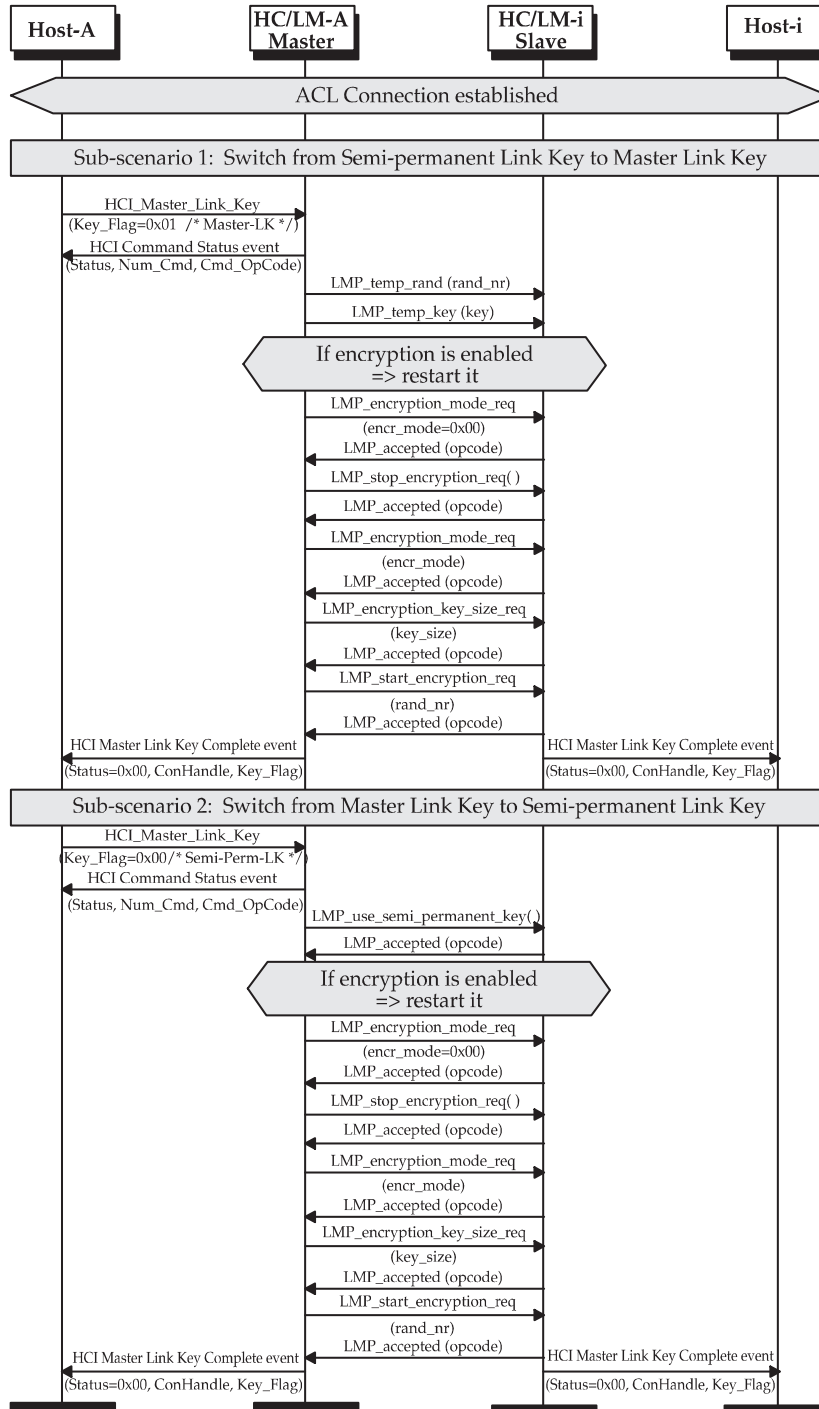 Host-A
HC/LM-A
Master
HC/LM-i
Slave
Host-i
ACL Connection established
Sub-scenario 1: Switch from Semi-permanent Link Key to Master Link Key
HCI_Master_Link_Key
(Key_Flag=0x01 /* Master-LK */)
HCI Command Status event
(Status, Num_Cmd, Cmd_OpCode)
LMP_temp_rand (rand_nr)
LMP_temp_key (key)
If encryption is enabled
=> restart it
LMP_encryption_mode_req
(encr_mode=0x00)
LMP_accepted (opcode)
LMP_stop_encryption_req( )
LMP_accepted (opcode)
LMP_encryption_mode_req
(encr_mode)
LMP_accepted (opcode)
LMP_encryption_key_size_req
(key_size)
LMP_accepted (opcode)
LMP_start_encryption_req
(rand_nr)
LMP_accepted (opcode)
HCI Master Link Key Complete event
(Status=0x00, ConHandle, Key_Flag)
HCI Master Link Key Complete event
(Status=0x00, ConHandle, Key_Flag)
Sub-scenario 2: Switch from Master Link Key to Semi-permanent Link Key
HCI_Master_Link_Key
(Key_Flag=0x00/* Semi-Perm-LK */)
HCI Command Status event
(Status, Num_Cmd, Cmd_OpCode)
LMP_use_semi_permanent_key( )
LMP_accepted (opcode)
If encryption is enabled
=> restart it
LMP_encryption_mode_req
(encr_mode=0x00)
LMP_accepted (opcode)
LMP_stop_encryption_req( )
LMP_accepted (opcode)
LMP_encryption_mode_req
(encr_mode)
LMP_accepted (opcode)
LMP_encryption_key_size_req
(key_size)
LMP_accepted (opcode)
LMP_start_encryption_req
(rand_nr)
LMP_accepted (opcode)
HCI Master Link Key Complete event
(Status=0x00, ConHandle, Key_Flag)
HCI Master Link Key Complete event
(Status=0x00, ConHandle, Key_Flag)